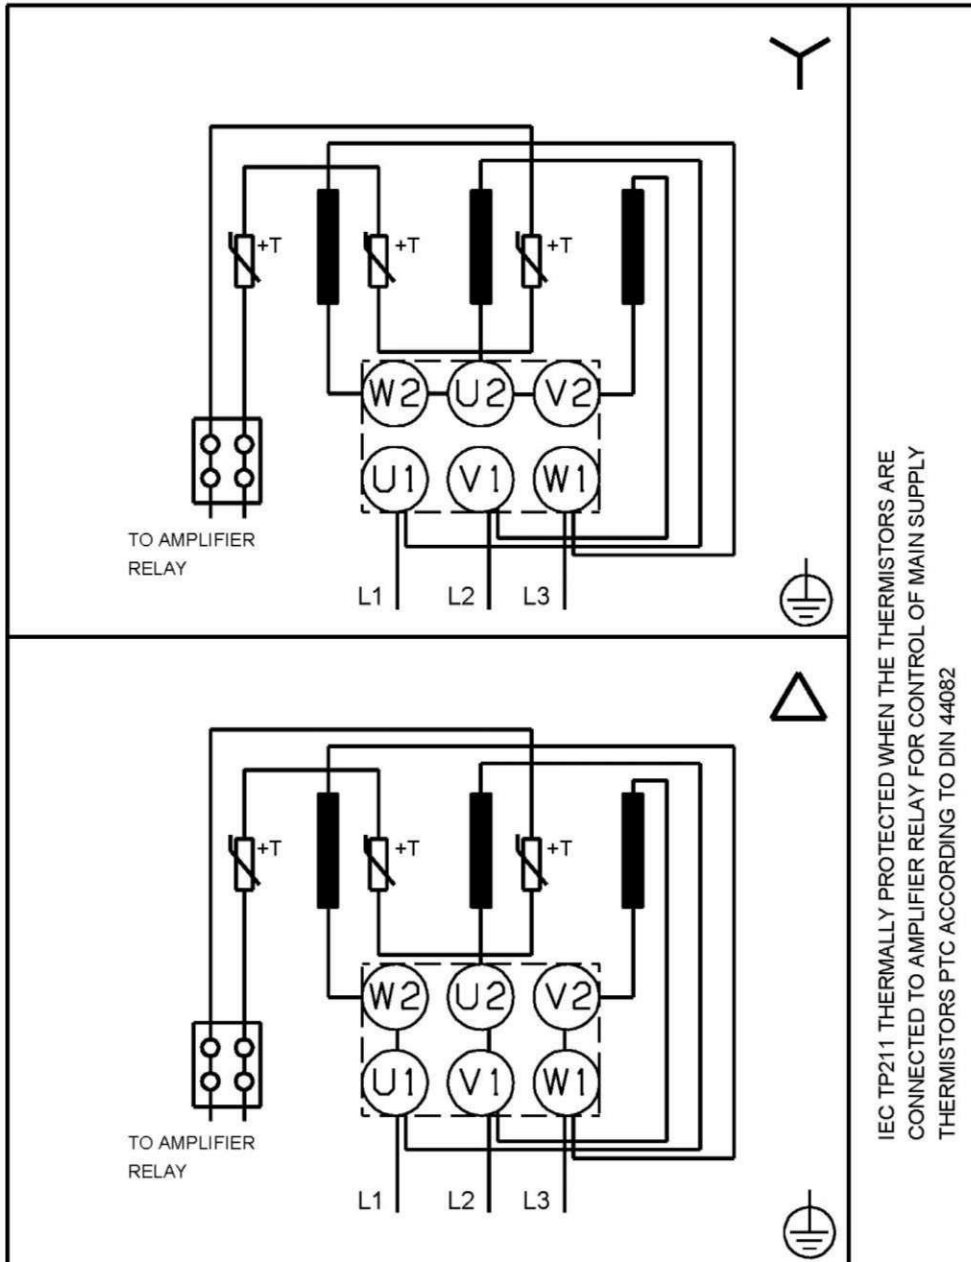 +T +T +T
W2 U2 V2
U1 V1 W1
TO AMPLIFIER
RELAY
L1 L2 L3
+T +T +T
W2 U2 V2
U1 V1 W1
TO AMPLIFIER
RELAY
L1 L2 L3
IEC TP211 THERMALLY PROTECTED WHEN THE THERMISTORS ARE
CONNECTED TO AMPLIFIER RELAY FOR CONTROL OF MAIN SUPPLY
THERMISTORS PTC ACCORDING TO DIN 44082